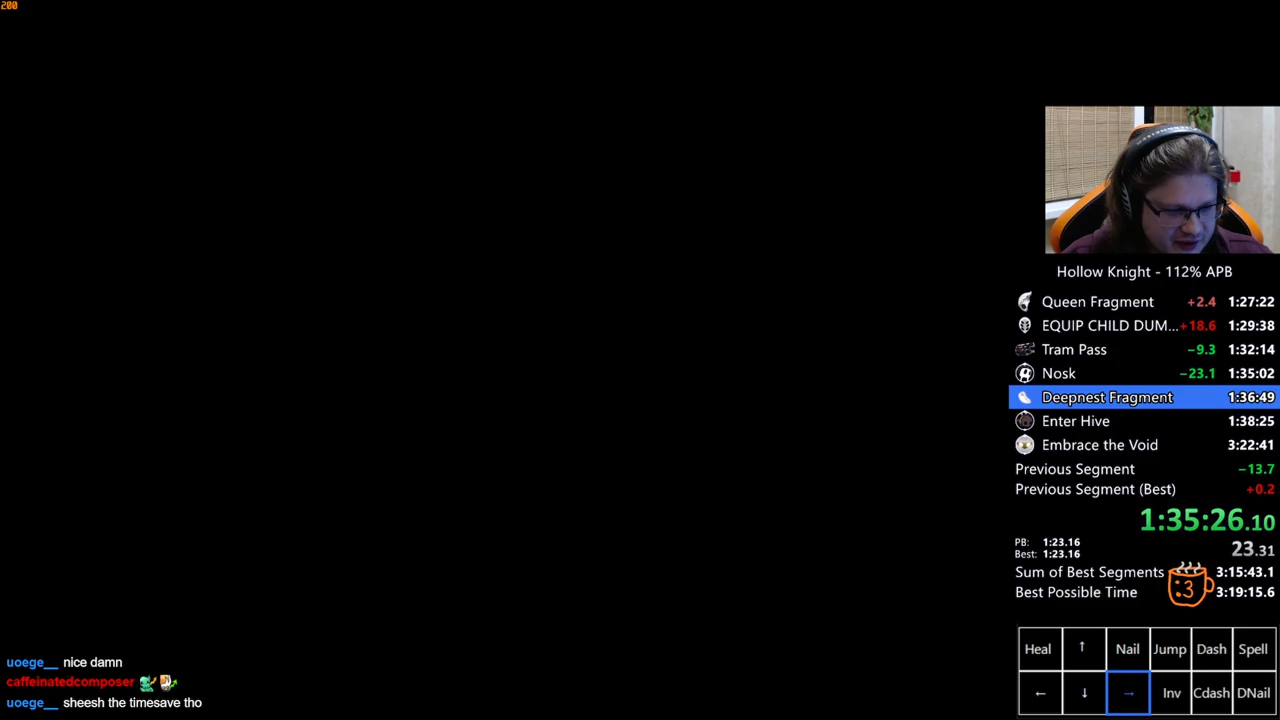 200
Hollow Knight - 112% APB
Queen Fragment +2.4 1:27:22
EQUIP CHILD DUM... +18.6 1:29:38
Tram Pass −9.3 1:32:14
Nosk −23.1 1:35:02
Deepnest Fragment 1:36:49
Enter Hive 1:38:25
Embrace the Void 3:22:41
Previous Segment −13.7
Previous Segment (Best) +0.2
1:35:26.10
PB: 1:23.16
Best: 1:23.16
23.31
Sum of Best Segments 3:15:43.1
Best Possible Time 3:19:15.6
:3
Heal ↑ Nail Jump Dash Spell
← ↓ → Inv Cdash DNail
uoege__ nice damn
caffeinatedcomposer
uoege__ sheesh the timesave tho